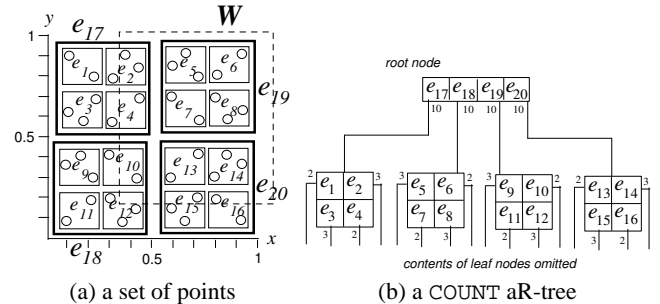 y
W
e17
1
e1
e2
e5
e6
e3
e4
e7
e8
e19
0.5
e9
e10
e13
e14
e11
e12
e15
e16
e20
e18
0.5
1
x
(a) a set of points
root node
e17 e18 e19 e20
10 10 10 10
2 3 2 3 2 3 2 3
e1 e2
e3 e4
3 2
e5 e6
e7 e8
2 3
e9 e10
e11 e12
2 3
e13 e14
e15 e16
3 2
contents of leaf nodes omitted
(b) a COUNT aR-tree